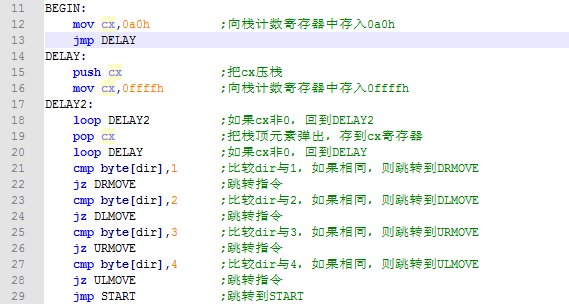 11 BEGIN:
12 mov cx,0a0h ;向栈计数寄存器中存入0a0h
13 jmp DELAY
14 DELAY:
15 push cx ;把cx压栈
16 mov cx,0ffffh ;向栈计数寄存器中存入0ffffh
17 DELAY2:
18 loop DELAY2 ;如果cx非0，回到DELAY2
19 pop cx ;把栈顶元素弹出，存到cx寄存器
20 loop DELAY ;如果cx非0，回到DELAY
21 cmp byte[dir],1 ;比较dir与1，如果相同，则跳转到DRMOVE
22 jz DRMOVE ;跳转指令
23 cmp byte[dir],2 ;比较dir与2，如果相同，则跳转到DLMOVE
24 jz DLMOVE ;跳转指令
25 cmp byte[dir],3 ;比较dir与3，如果相同，则跳转到URMOVE
26 jz URMOVE ;跳转指令
27 cmp byte[dir],4 ;比较dir与4，如果相同，则跳转到ULMOVE
28 jz ULMOVE ;跳转指令
29 jmp START ;跳转到START